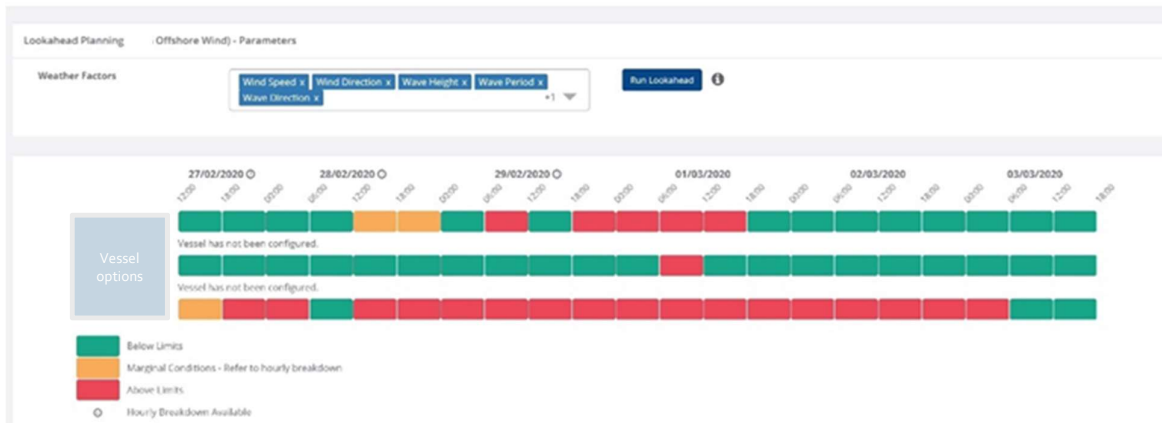 Lookahead Planning : Offshore Wind) - Parameters
Weather Factors
Wind Speed x Wind Direction x Wave Height x Wave Period x
Wave Direction x +1
Run Lookahead
27/02/2020 28/02/2020 29/02/2020 01/03/2020 02/03/2020 03/03/2020
12:00 18:00 00:00 06:00 12:00 18:00 00:00 06:00 12:00 18:00 00:00 06:00 12:00 18:00 00:00 06:00 12:00 18:00 00:00 06:00 12:00 18:00
Vessel has not been configured.
Vessel
options
Vessel has not been configured.
Below Limits
Marginal Conditions - Refer to hourly breakdown
Above Limits
Hourly Breakdown Available